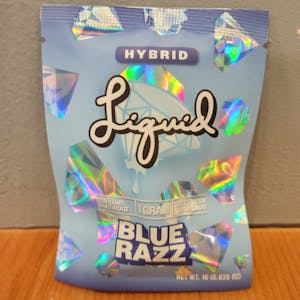 HYBRID
Liquid
1 GRAM
BLUE
RAZZ
NET WT. 1G (0.035 OZ)